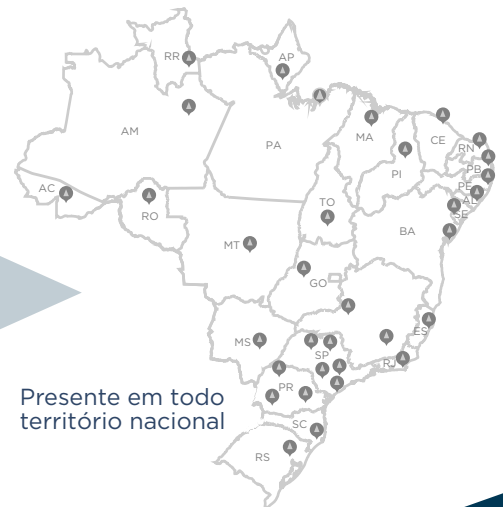 RR
AP
AM
PA
MA
CE
RN
PB
PE
AL
SE
PI
AC
RO
TO
BA
MT
GO
MS
ES
SP
RJ
PR
SC
RS
Presente em todo
território nacional